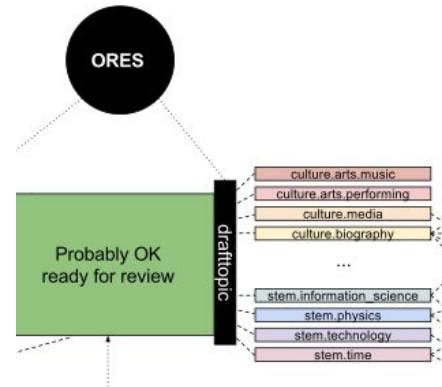 ORES
Probably OK
ready for review
drafttopic
culture.arts.music
culture.arts.performing
culture.media
culture.biography
...
stem.information_science
stem.physics
stem.technology
stem.time